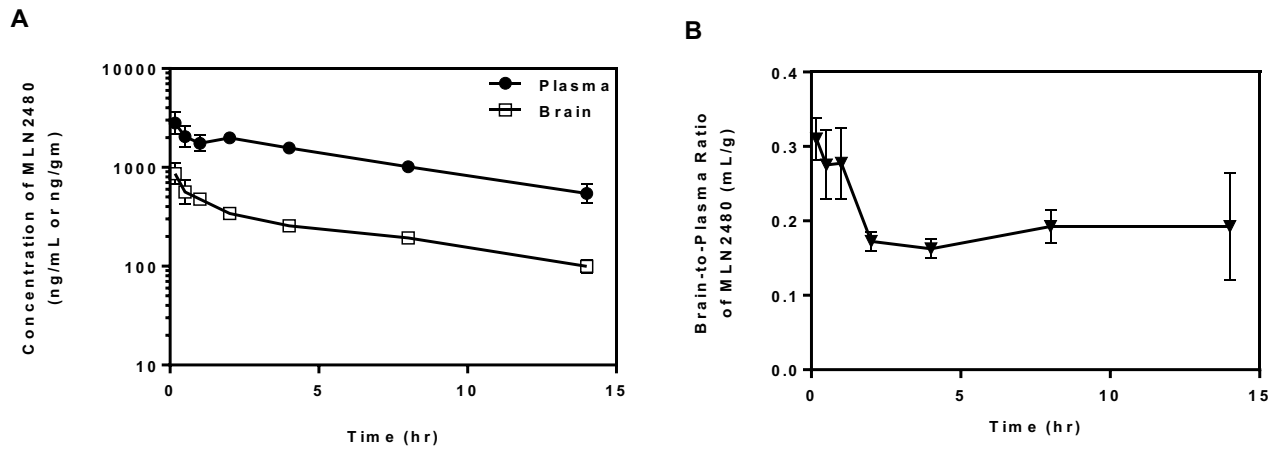 A
Concentration of MLN2480
(ng/mL or ng/gm)
10000
1000
100
10
Plasma
Brain
0
5
10
15
Time (hr)
B
Brain-to-Plasma Ratio
of MLN2480 (mL/g)
0.4
0.3
0.2
0.1
0.0
0
5
10
15
Time (hr)